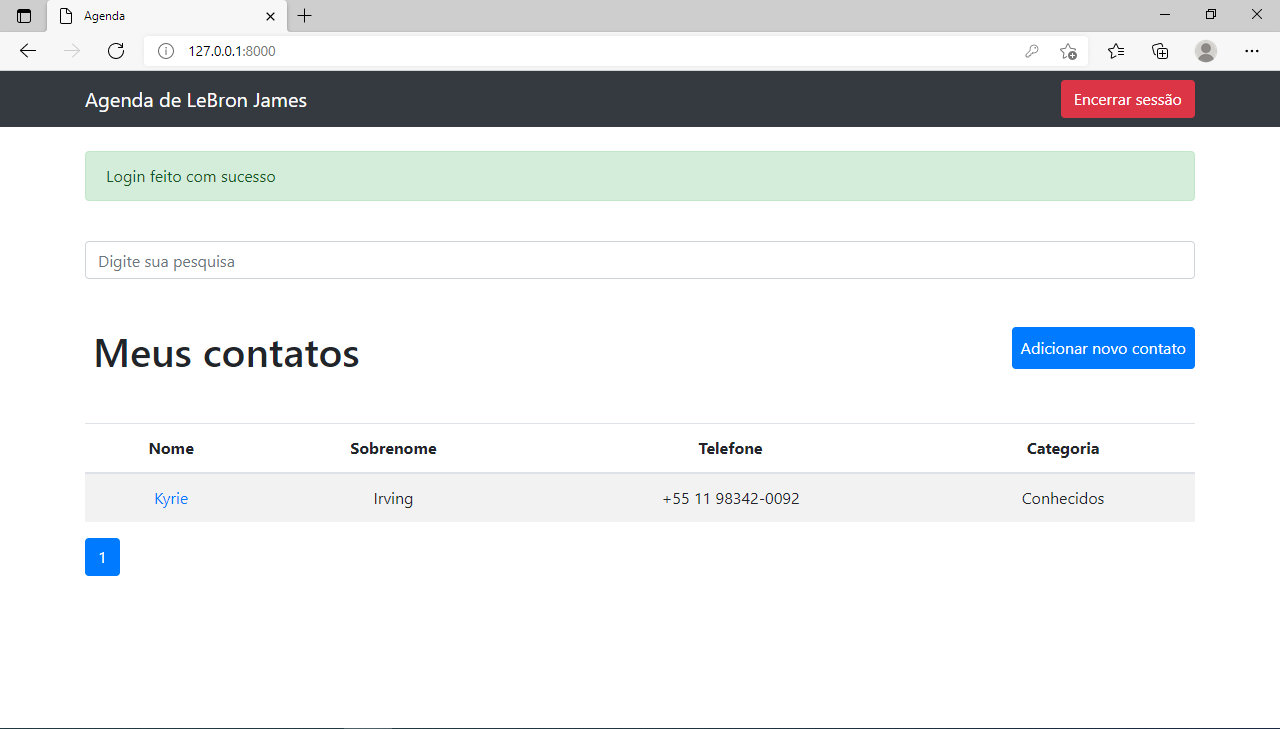 Agenda
127.0.0.1:8000
Agenda de LeBron James
Encerrar sessão
Login feito com sucesso
Digite sua pesquisa
Meus contatos
Adicionar novo contato
Nome Sobrenome Telefone Categoria
Kyrie Irving +55 11 98342-0092 Conhecidos
1